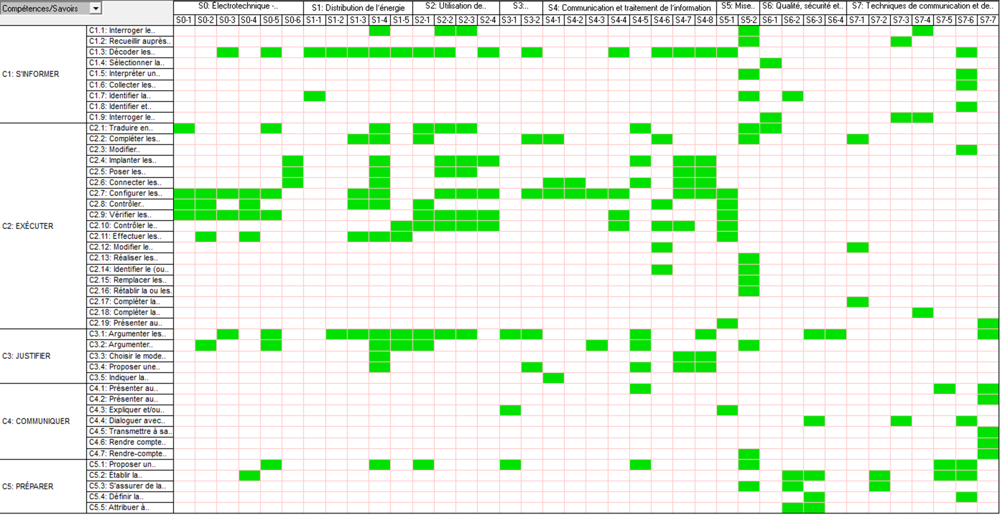 Compétences/Savoirs
S0: Électrotechnique -..
S1: Distribution de l'énergie
S2: Utilisation de..
S3:..
S4: Communication et traitement de l'information
S5: Mise..
S6: Qualité, sécurité et..
S7: Techniques de communication et de..
S0-1 S0-2 S0-3 S0-4 S0-5 S0-6 S1-1 S1-2 S1-3 S1-4 S1-5 S2-1 S2-2 S2-3 S2-4 S3-1 S3-2 S4-1 S4-2 S4-3 S4-4 S4-5 S4-6 S4-7 S4-8 S5-1 S5-2 S6-1 S6-2 S6-3 S6-4 S7-1 S7-2 S7-3 S7-4 S7-5 S7-6 S7-7
C1: S'INFORMER
C1.1: Interroger le..
C1.2: Recueillir auprès..
C1.3: Décoder les..
C1.4: Sélectionner la..
C1.5: Interpréter un..
C1.6: Collecter les..
C1.7: Identifier la..
C1.8: Identifier et..
C1.9: Interroger le..
C2: EXÉCUTER
C2.1: Traduire en..
C2.2: Compléter les..
C2.3: Modifier..
C2.4: Implanter les..
C2.5: Poser les..
C2.6: Connecter les..
C2.7: Configurer les..
C2.8: Contrôler..
C2.9: Vérifier les..
C2.10: Contrôler le..
C2.11: Effectuer les..
C2.12: Modifier le..
C2.13: Réaliser les..
C2.14: Identifier le (ou..
C2.15: Remplacer les..
C2.16: Rétablir la ou les.
C2.17: Compléter la..
C2.18: Compléter la..
C2.19: Présenter au..
C3: JUSTIFIER
C3.1: Argumenter les..
C3.2: Argumenter..
C3.3: Choisir le mode..
C3.4: Proposer une..
C3.5: Indiquer la..
C4: COMMUNIQUER
C4.1: Présenter au..
C4.2: Présenter au..
C4.3: Expliquer et/ou..
C4.4: Dialoguer avec..
C4.5: Transmettre à sa..
C4.6: Rendre compte..
C4.7: Rendre-compte..
C5: PRÉPARER
C5.1: Proposer un..
C5.2: Établir la..
C5.3: S'assurer de la..
C5.4: Définir la..
C5.5: Attribuer à..